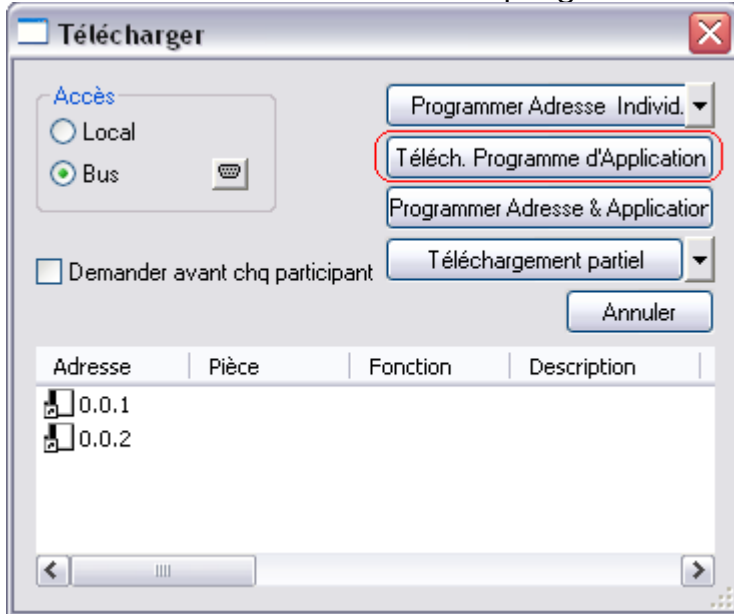 Télécharger
Accès
Local
Bus
Programmer Adresse Individ.
Téléch. Programme d'Application
Programmer Adresse & Application
Demander avant chq participant
Téléchargement partiel
Annuler
Adresse Pièce Fonction Description
0.0.1
0.0.2